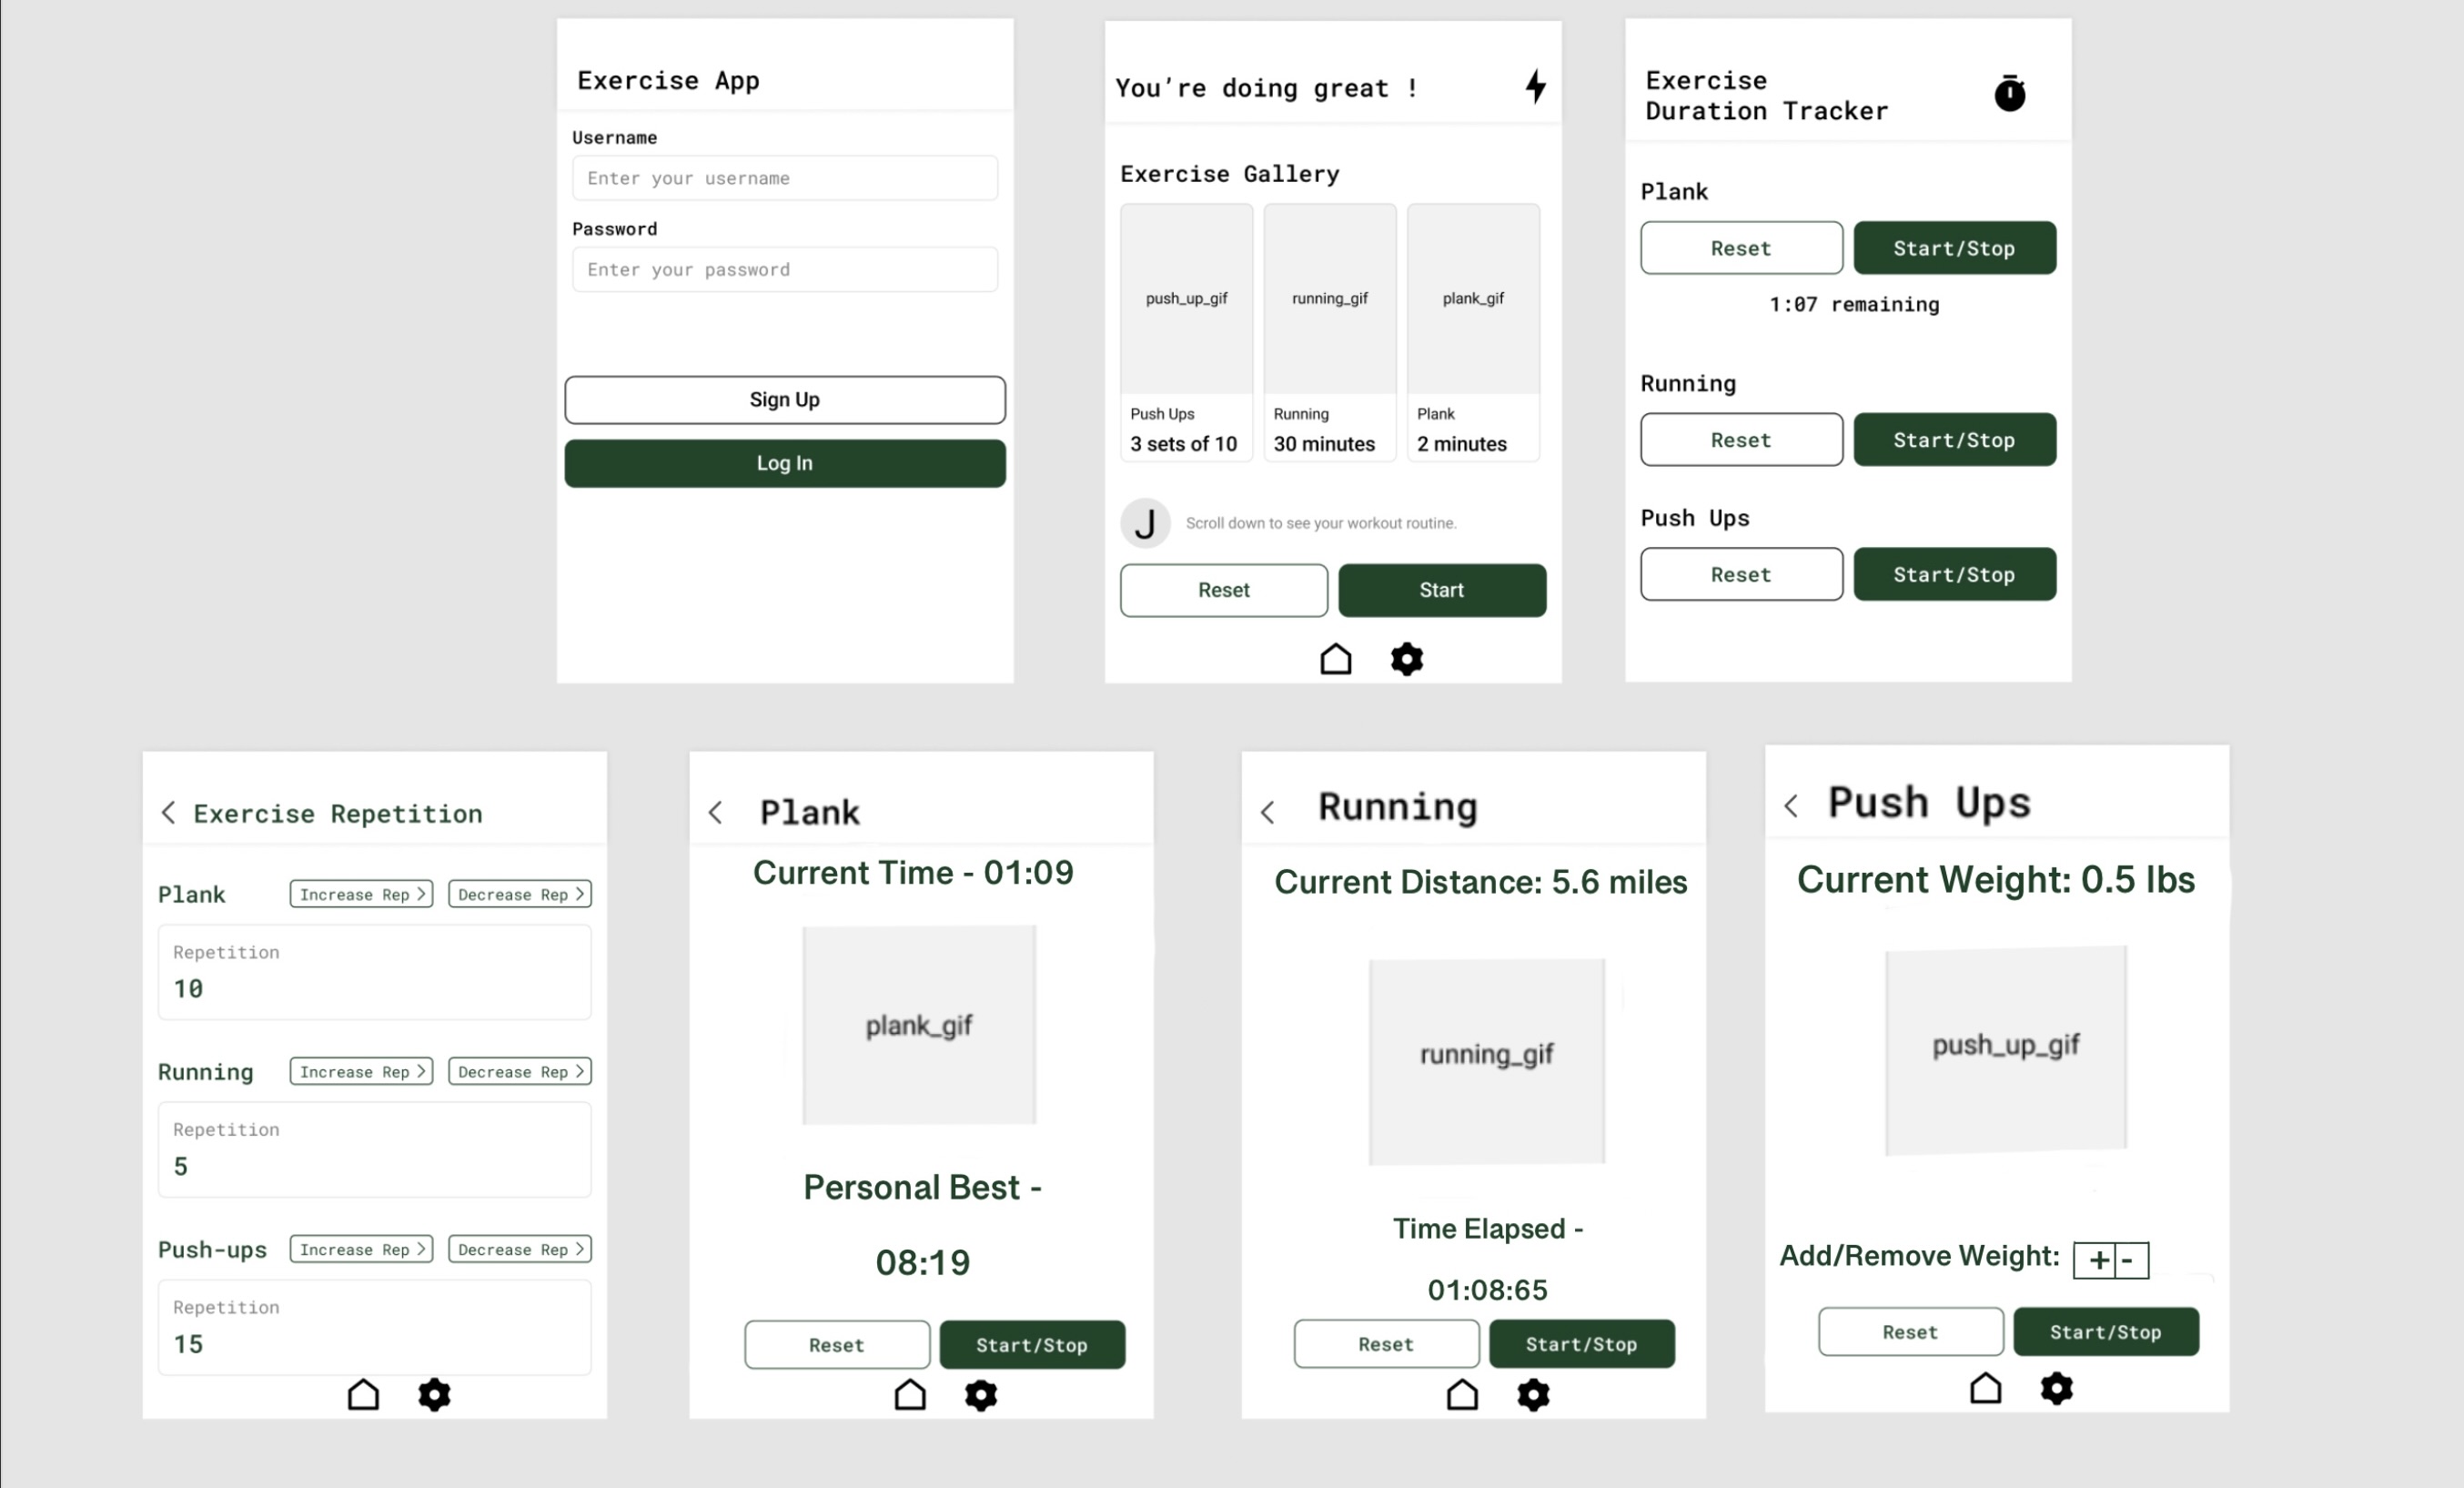 Exercise App
Username
Enter your username
Password
Enter your password
Sign Up
Log In
You're doing great !
Exercise Gallery
push_up_gif
running_gif
plank_gif
Push Ups
3 sets of 10
Running
30 minutes
Plank
2 minutes
J
Scroll down to see your workout routine.
Reset
Start
Exercise
Duration Tracker
Plank
Reset
Start/Stop
1:07 remaining
Running
Reset
Start/Stop
Push Ups
Reset
Start/Stop
Exercise Repetition
Plank
Increase Rep
Decrease Rep
Repetition
10
Running
Increase Rep
Decrease Rep
Repetition
5
Push-ups
Increase Rep
Decrease Rep
Repetition
15
Plank
Current Time - 01:09
plank_gif
Personal Best -
08:19
Reset
Start/Stop
Running
Current Distance: 5.6 miles
running_gif
Time Elapsed -
01:08:65
Reset
Start/Stop
Push Ups
Current Weight: 0.5 lbs
push_up_gif
Add/Remove Weight: + -
Reset
Start/Stop